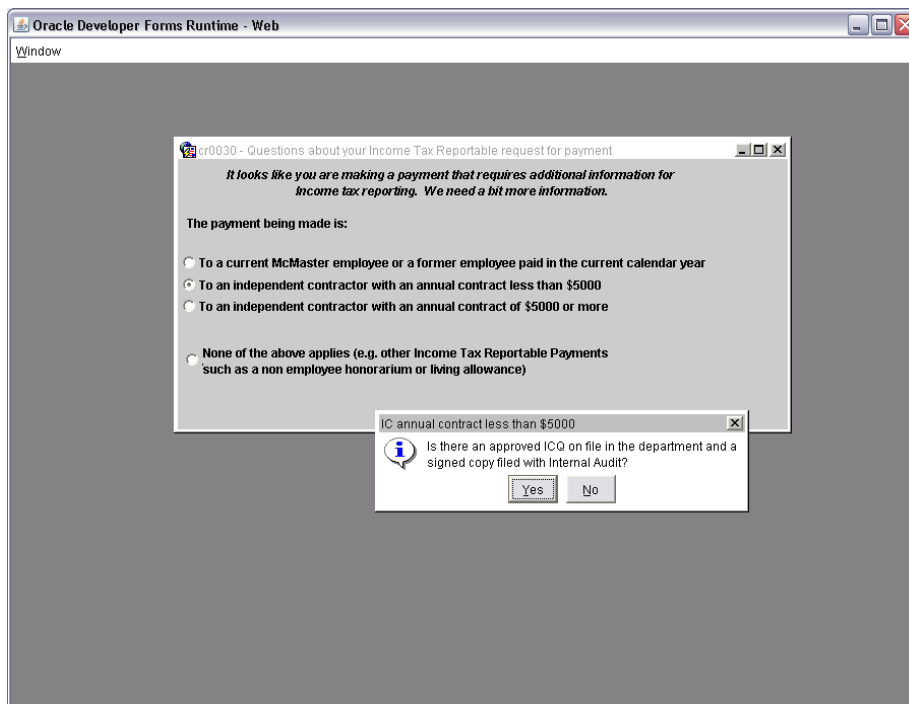 Oracle Developer Forms Runtime - Web
Window
cr0030 - Questions about your Income Tax Reportable request for payment
It looks like you are making a payment that requires additional information for
Income tax reporting. We need a bit more information.
The payment being made is:
To a current McMaster employee or a former employee paid in the current calendar year
To an independent contractor with an annual contract less than $5000
To an independent contractor with an annual contract of $5000 or more
None of the above applies (e.g. other Income Tax Reportable Payments
such as a non employee honorarium or living allowance)
IC annual contract less than $5000
Is there an approved ICQ on file in the department and a
signed copy filed with Internal Audit?
Yes No